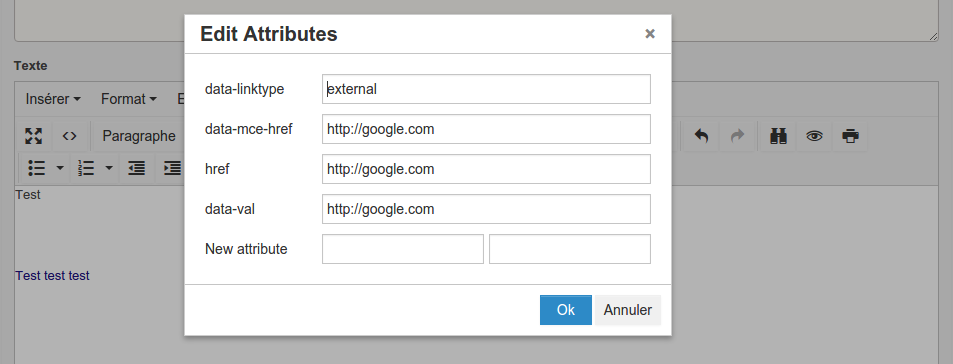 Edit Attributes ×
Texte
Insérer Format E
data-linktype external
data-mce-href http://google.com
Paragraphe
href http://google.com
data-val http://google.com
Test
New attribute
Test test test
Ok Annuler